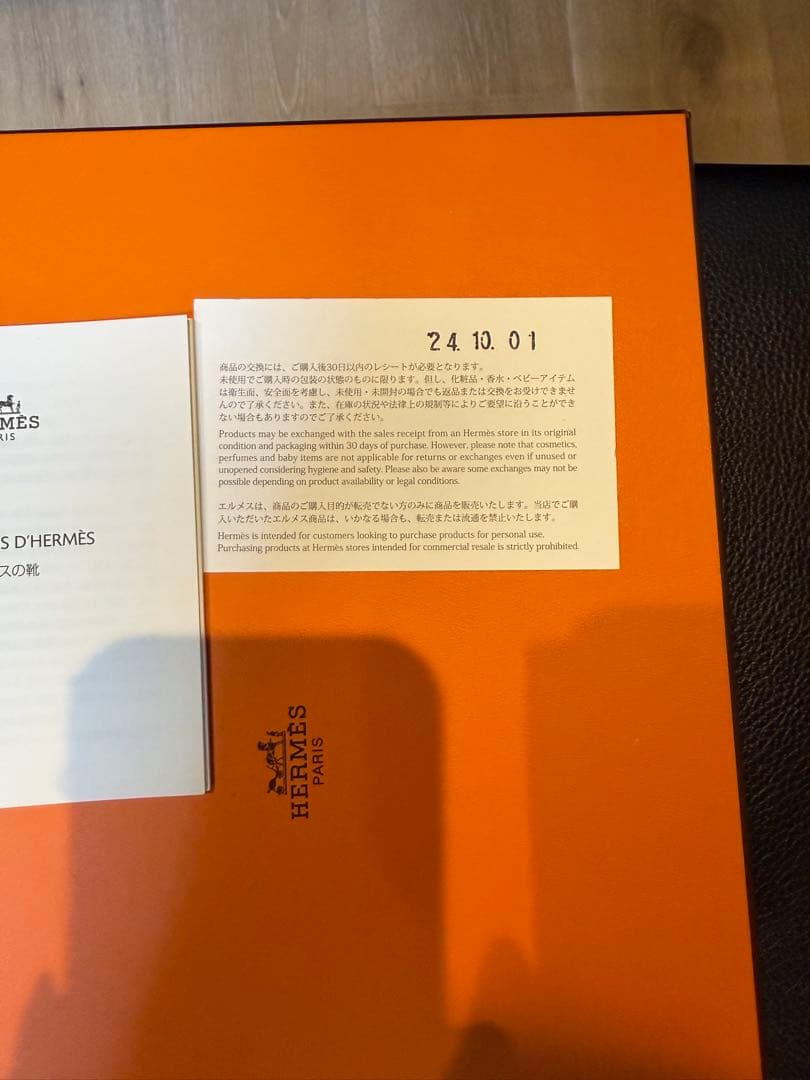 24.10.01
商品の交換には、ご購入後30日以内のレシートが必要となります。
未使用でご購入時の包装の状態のものに限ります。但し、化粧品・香水・ベビーアイテム
は衛生面、安全面を考慮し、未使用・未開封の場合でも返品または交換をお受けできませ
んので了承ください。また、在庫の状況や法律上の規制等によりご要望に沿うことができ
ない場合もありますのでご了承ください。
Products may be exchanged with the sales receipt from an Hermès store in its original
condition and packaging within 30 days of purchase. However, please note that cosmetics,
perfumes and baby items are not applicable for returns or exchanges even if unused or
unopened considering hygiene and safety. Please also be aware some exchanges may not be
possible depending on product availability or legal conditions.
エルメスは、商品のご購入目的が転売でない方のみに商品を販売いたします。当店でご購
入いただいたエルメス商品は、いかなる場合も、転売または流通を禁止いたします。
Hermès is intended for customers looking to purchase products for personal use.
Purchasing products at Hermès stores intended for commercial resale is strictly prohibited.
MÈS
RIS
S D'HERMÈS
スの靴
HERMÈS
PARIS